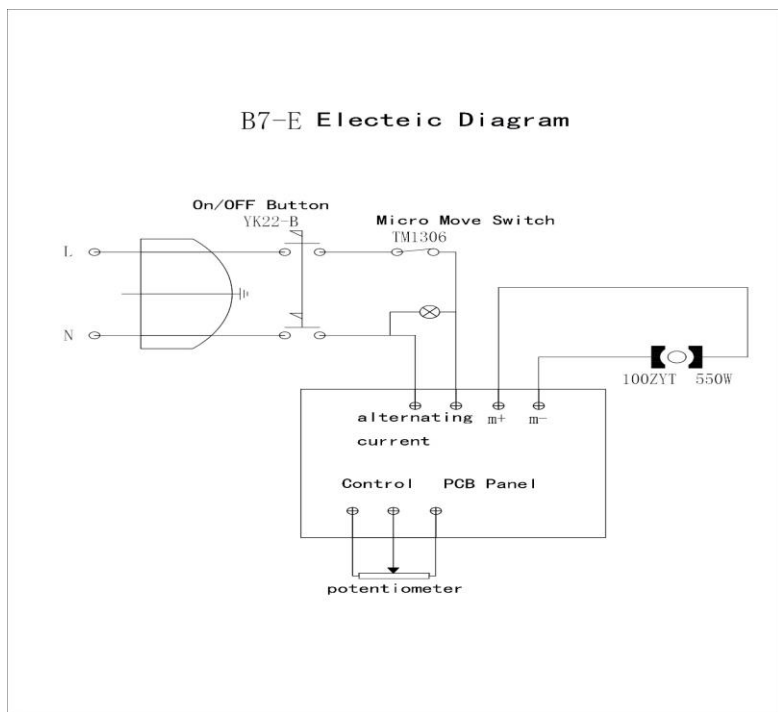 B7-E Electeic Diagram
On/OFF Button
YK22-B
Micro Move Switch
TM1306
L
N
100ZYT 550W
alternating
current
m+
m-
Control PCB Panel
potentiometer